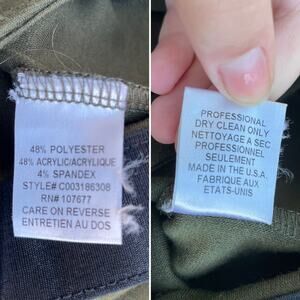 48% POLYESTER
48% ACRYLIC/ACRYLIQUE
4% SPANDEX
STYLE# C003186308
RN# 107677
CARE ON REVERSE
ENTRETIEN AU DOS
PROFESSIONAL
DRY CLEAN ONLY
NETTOYAGE A SEC
PROFESSIONNEL
SEULEMENT
MADE IN THE U.S.A.
FABRIQUE AUX
ETATS-UNIS